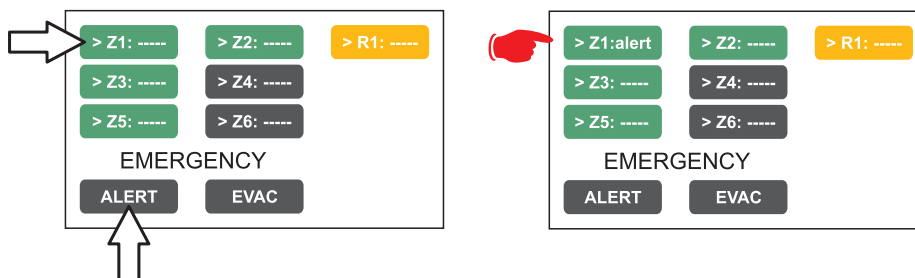 > Z1: ----- > Z2: ----- > R1: -----
> Z3: ----- > Z4: -----
> Z5: ----- > Z6: -----
EMERGENCY
ALERT EVAC
> Z1:alert > Z2: ----- > R1: -----
> Z3: ----- > Z4: -----
> Z5: ----- > Z6: -----
EMERGENCY
ALERT EVAC